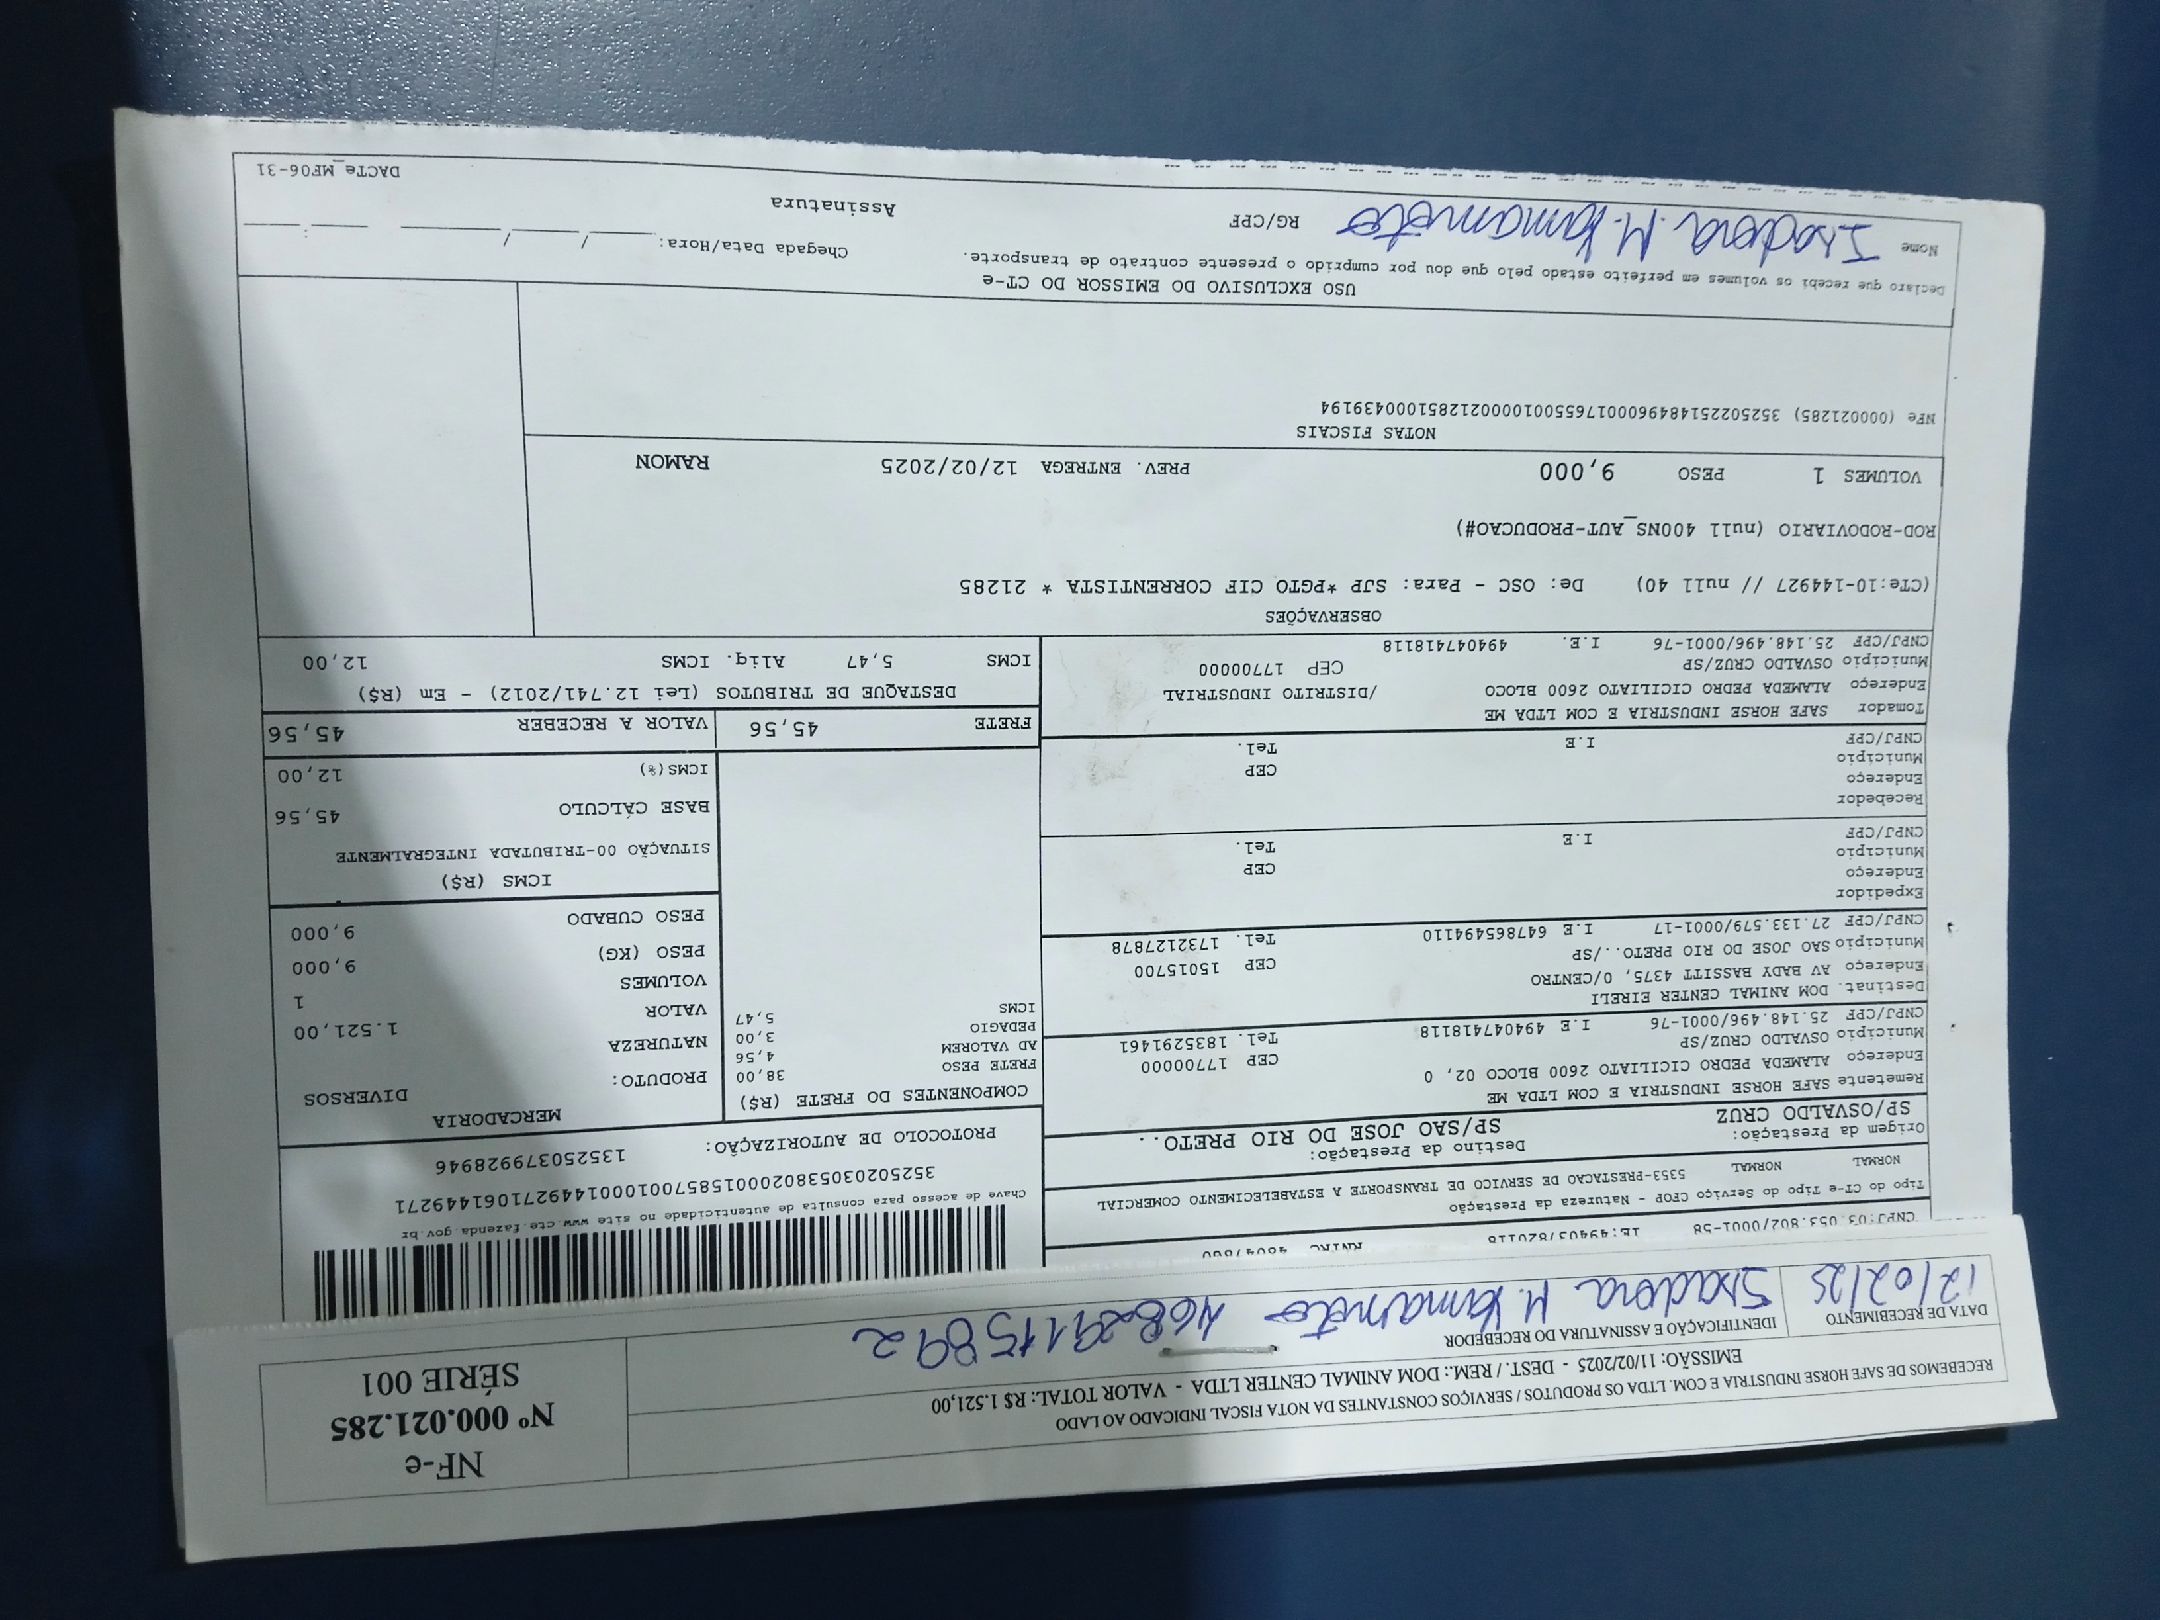 RECEBEMOS DE SAFE HORSE INDUSTRIA E COM. LTDA OS PRODUTOS / SERVIÇOS CONSTANTES DA NOTA FISCAL INDICADO AO LADO
EMISSÃO: 11/02/2025 - DEST. / REM.: DOM ANIMAL CENTER LTDA - VALOR TOTAL: R$ 1.521,00
DATA DE RECEBIMENTO
12/02/25
IDENTIFICAÇÃO E ASSINATURA DO RECEBEDOR
Isadora M. Yamamoto
NF-e
Nº 000.021.285
SÉRIE 001
CNPJ:03.053.802/0001-58
Tipo do CT-e Tipo do Serviço CFOP - Natureza da Prestação
NORMAL NORMAL 5353-PRESTACAO DE SERVICO DE TRANSPORTE A ESTABELECIMENTO COMERCIAL
Origem da Prestação: Destino da Prestação:
SP/OSVALDO CRUZ SP/SAO JOSE DO RIO PRETO..
Remetente SAFE HORSE INDUSTRIA E COM LTDA ME
Endereço ALAMEDA PEDRO CICILIATO 2600 BLOCO 02, 0
Município OSVALDO CRUZ/SP CEP 17700000
CNPJ/CPF 25.148.496/0001-76 I.E 494047418118 Tel. 1835291461
Destinat. DOM ANIMAL CENTER EIRELI
Endereço AV BADY BASSITT 4375, 0/CENTRO
Município SAO JOSE DO RIO PRETO../SP CEP 15015700
CNPJ/CPF 27.133.579/0001-17 I.E 647865494110 Tel. 1732127878
Expedidor
Endereço
Município CEP
CNPJ/CPF I.E Tel.
Recebedor
Endereço
Município CEP
CNPJ/CPF I.E Tel.
Tomador SAFE HORSE INDUSTRIA E COM LTDA ME
Endereço ALAMEDA PEDRO CICILIATO 2600 BLOCO /DISTRITO INDUSTRIAL
Município OSVALDO CRUZ/SP CEP 17700000
CNPJ/CPF 25.148.496/0001-76 I.E. 494047418118
Chave de acesso para consulta de autenticidade no site www.cte.fazenda.gov.br
35250203053802000158570010001449271061449271
PROTOCOLO DE AUTORIZAÇÃO: 135250379928946
COMPONENTES DO FRETE (R$)
FRETE PESO 38,00
AD VALOREM 4,56
PEDAGIO 3,00
ICMS 5,47
MERCADORIA
PRODUTO: DIVERSOS
NATUREZA
VALOR 1.521,00
VOLUMES 1
PESO (KG) 9,000
PESO CUBADO 9,000
ICMS (R$)
SITUAÇÃO 00-TRIBUTADA INTEGRALMENTE
BASE CÁLCULO 45,56
ICMS(%) 12,00
FRETE 45,56 VALOR A RECEBER 45,56
DESTAQUE DE TRIBUTOS (Lei 12.741/2012) - Em (R$)
ICMS 5,47 Aliq. ICMS 12,00
OBSERVAÇÕES
(CTe:10-144927 // null 40) De: OSC - Para: SJP *PGTO CIF CORRENTISTA * 21285
ROD-RODOVIARIO (null 400NS_AUT-PRODUCAO#)
VOLUMES 1 PESO 9,000 PREV. ENTREGA 12/02/2025 RAMON
NOTAS FISCAIS
NFe (000021285) 35250225148496000176550010000212851000439194
USO EXCLUSIVO DO EMISSOR DO CT-e
Declaro que recebi os volumes em perfeito estado pelo que dou por cumprido o presente contrato de transporte.
Chegada Data/Hora: / / :
Nome Isadora M. Yamamoto RG/CPF Assinatura
DACTe_MF06-31